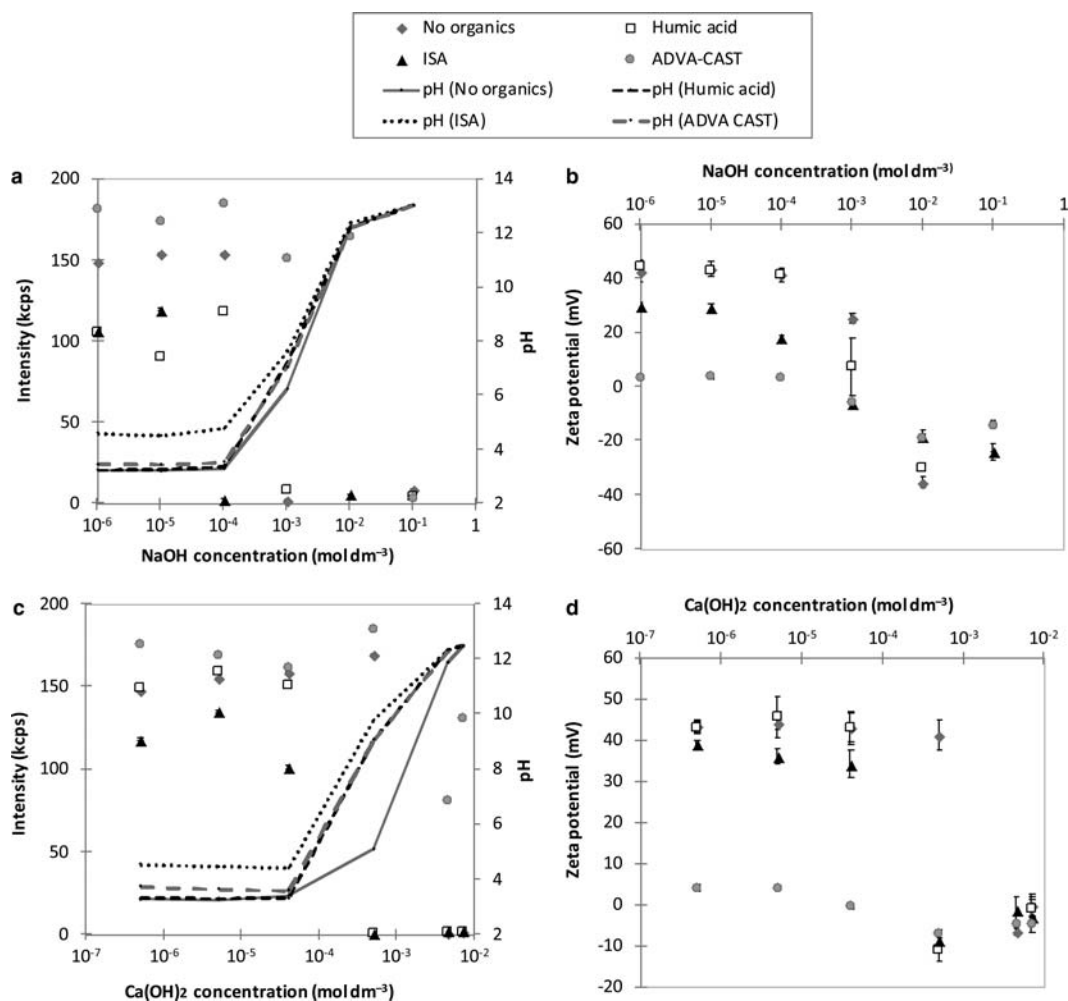 No organics
Humic acid
ISA
ADVA-CAST
pH (No organics)
pH (Humic acid)
pH (ISA)
pH (ADVA CAST)
a
200
150
100
50
0
Intensity (kcps)
14
12
10
8
6
4
2
pH
10⁻⁶ 10⁻⁵ 10⁻⁴ 10⁻³ 10⁻² 10⁻¹ 1
NaOH concentration (mol dm⁻³)
b
NaOH concentration (mol dm⁻³)
10⁻⁶ 10⁻⁵ 10⁻⁴ 10⁻³ 10⁻² 10⁻¹ 1
60
40
20
0
-20
-40
-60
Zeta potential (mV)
c
200
150
100
50
0
Intensity (kcps)
14
12
10
8
6
4
2
pH
10⁻⁷ 10⁻⁶ 10⁻⁵ 10⁻⁴ 10⁻³ 10⁻²
Ca(OH)₂ concentration (mol dm⁻³)
d
Ca(OH)₂ concentration (mol dm⁻³)
10⁻⁷ 10⁻⁶ 10⁻⁵ 10⁻⁴ 10⁻³ 10⁻²
60
50
40
30
20
10
0
-10
-20
Zeta potential (mV)